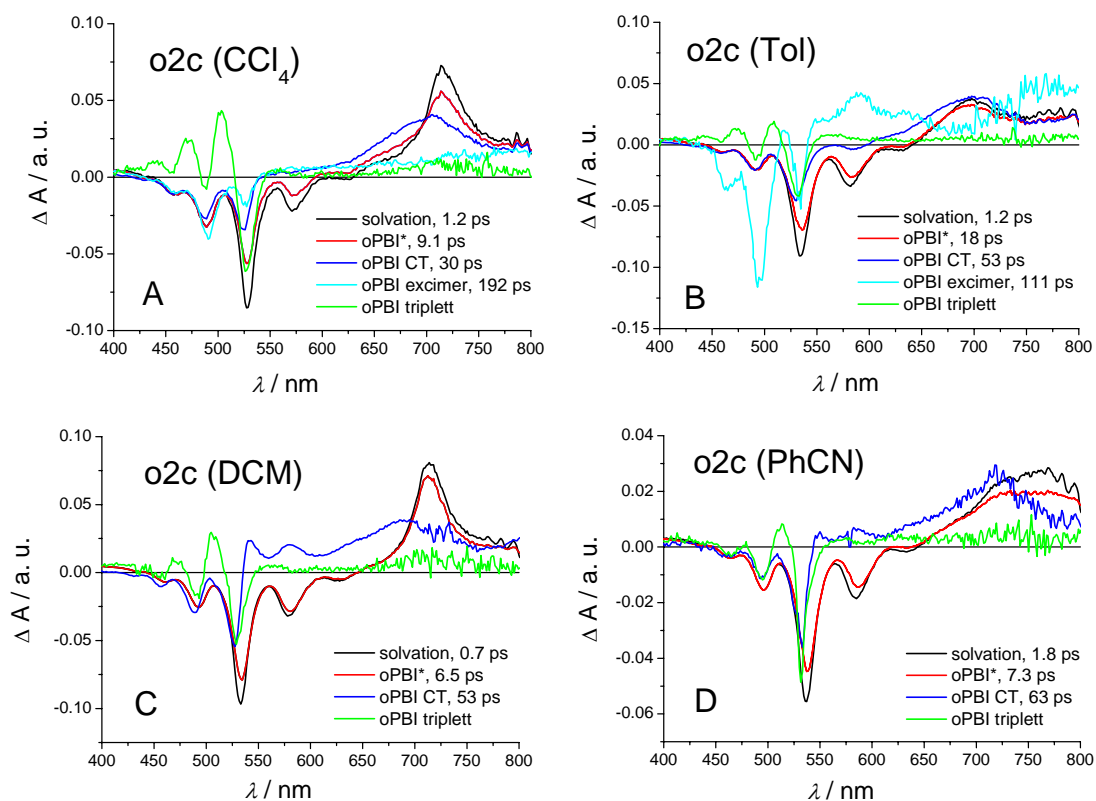 o2c (CCl4)
0.10
0.05
0.00
-0.05
-0.10
Δ A / a. u.
solvation, 1.2 ps
oPBI*, 9.1 ps
oPBI CT, 30 ps
oPBI excimer, 192 ps
oPBI triplett
A
400 450 500 550 600 650 700 750 800
λ / nm
o2c (Tol)
0.10
0.05
0.00
-0.05
-0.10
-0.15
Δ A / a. u.
solvation, 1.2 ps
oPBI*, 18 ps
oPBI CT, 53 ps
oPBI excimer, 111 ps
oPBI triplett
B
400 450 500 550 600 650 700 750 800
λ / nm
o2c (DCM)
0.10
0.05
0.00
-0.05
-0.10
Δ A / a. u.
solvation, 0.7 ps
oPBI*, 6.5 ps
oPBI CT, 53 ps
oPBI triplett
C
400 450 500 550 600 650 700 750 800
λ / nm
o2c (PhCN)
0.04
0.02
0.00
-0.02
-0.04
-0.06
Δ A / a. u.
solvation, 1.8 ps
oPBI*, 7.3 ps
oPBI CT, 63 ps
oPBI triplett
D
400 450 500 550 600 650 700 750 800
λ / nm